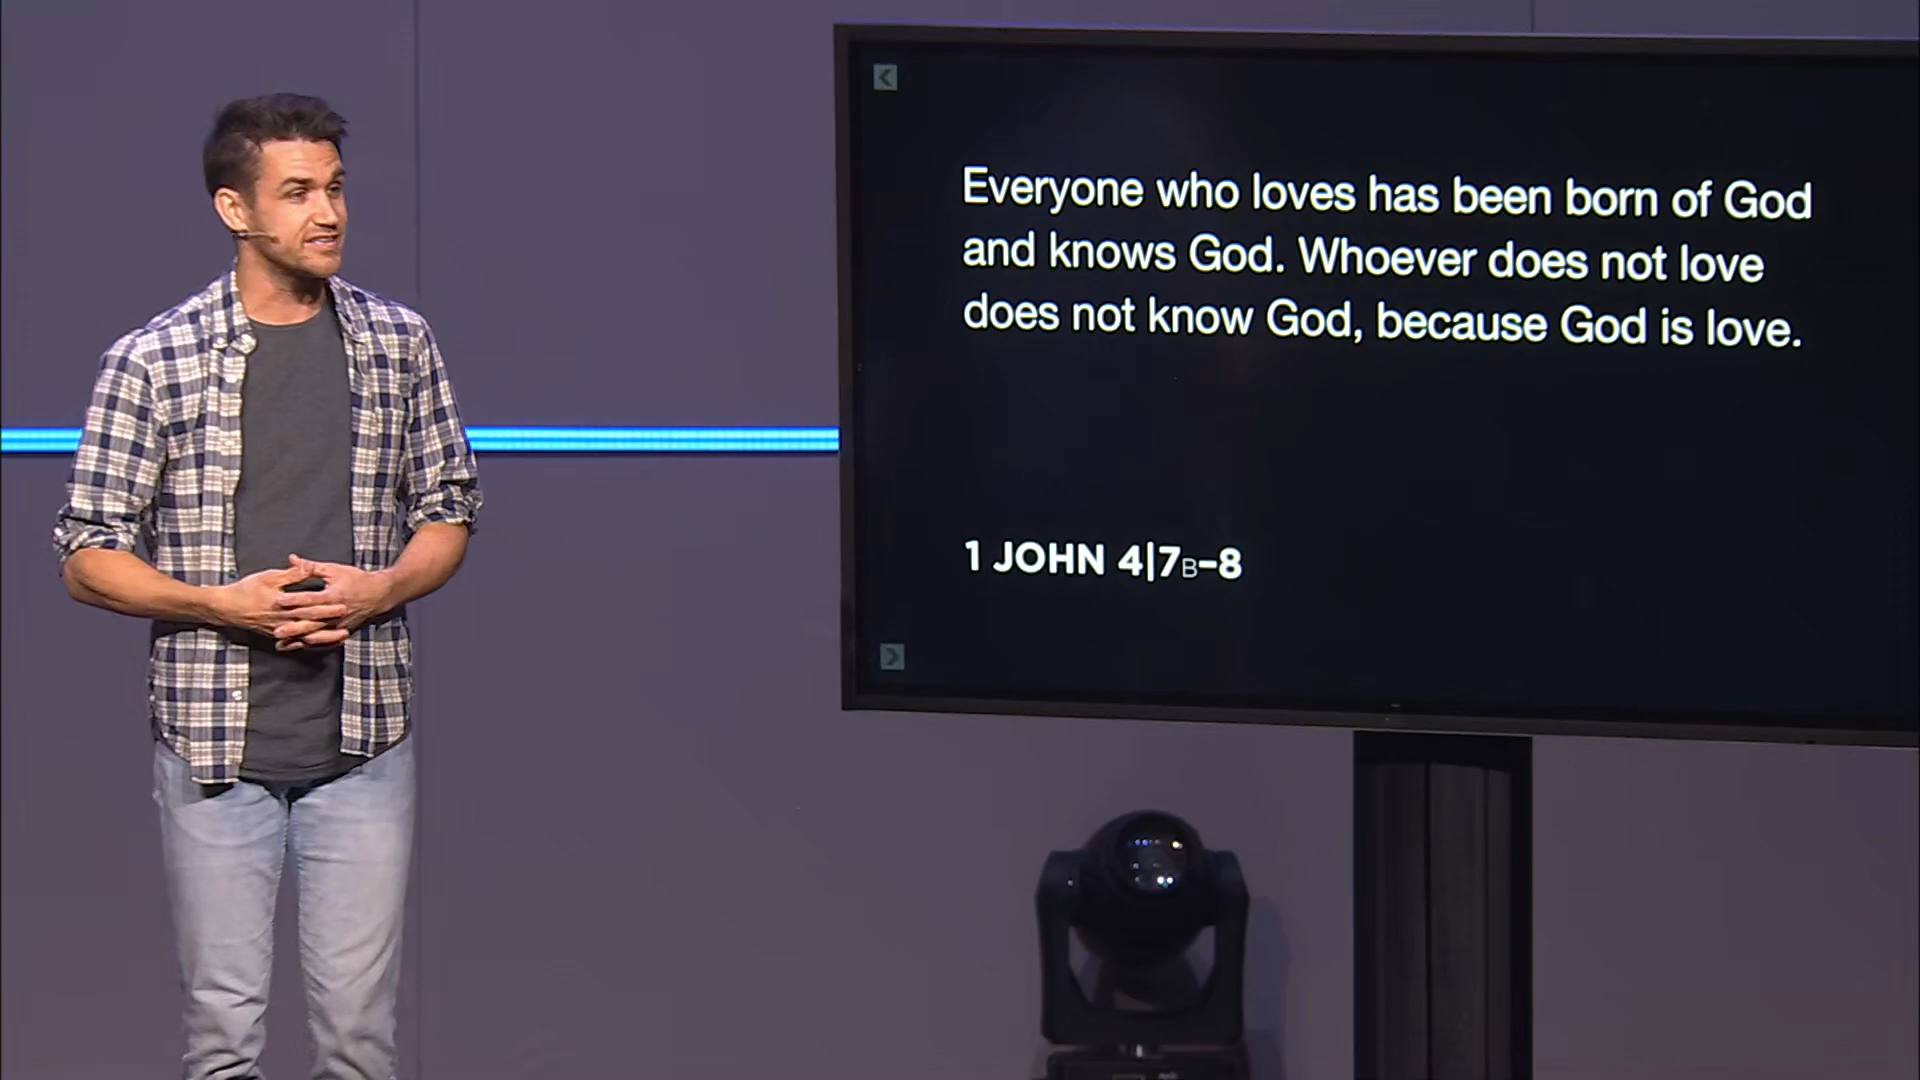 Everyone who loves has been born of God
and knows God. Whoever does not love
does not know God, because God is love.
1 JOHN 4|7B–8